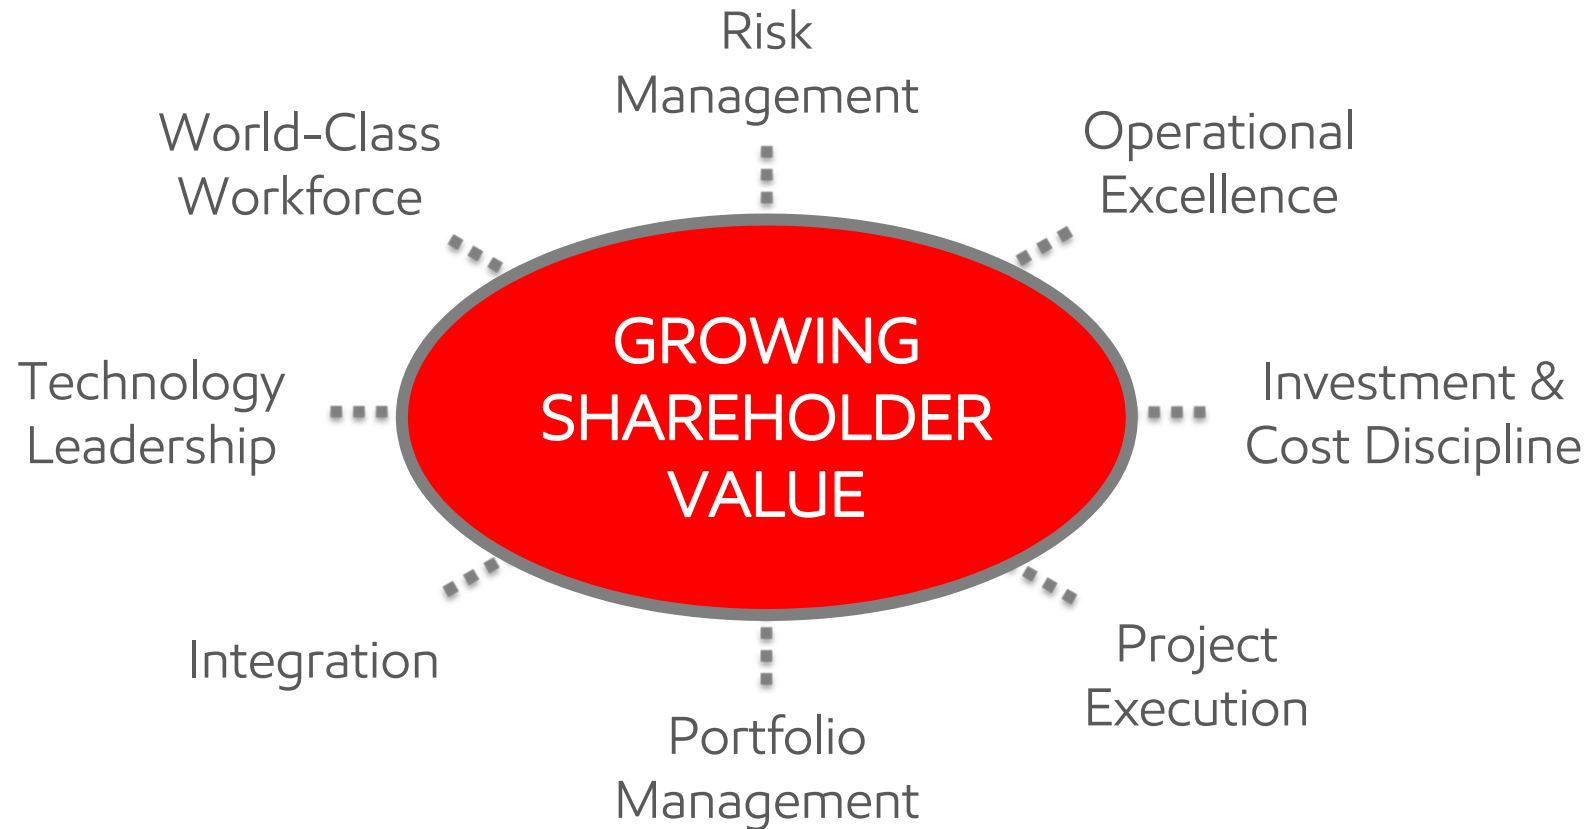 Risk
Management
World-Class
Workforce
Operational
Excellence
GROWING
SHAREHOLDER
VALUE
Technology
Leadership
Investment &
Cost Discipline
Integration
Project
Execution
Portfolio
Management